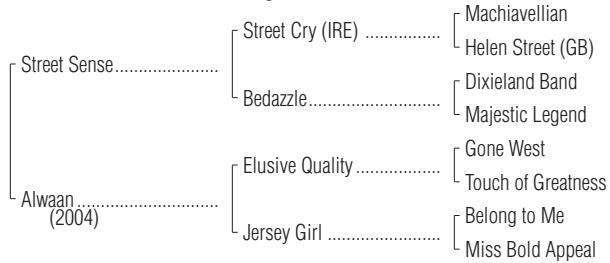 Machiavellian
Street Cry (IRE) ..................
Helen Street (GB)
Street Sense.........................
Dixieland Band
Bedazzle................................
Majestic Legend
Gone West
Elusive Quality ....................
Touch of Greatness
Alwaan..................................
(2004)
Belong to Me
Jersey Girl ...........................
Miss Bold Appeal